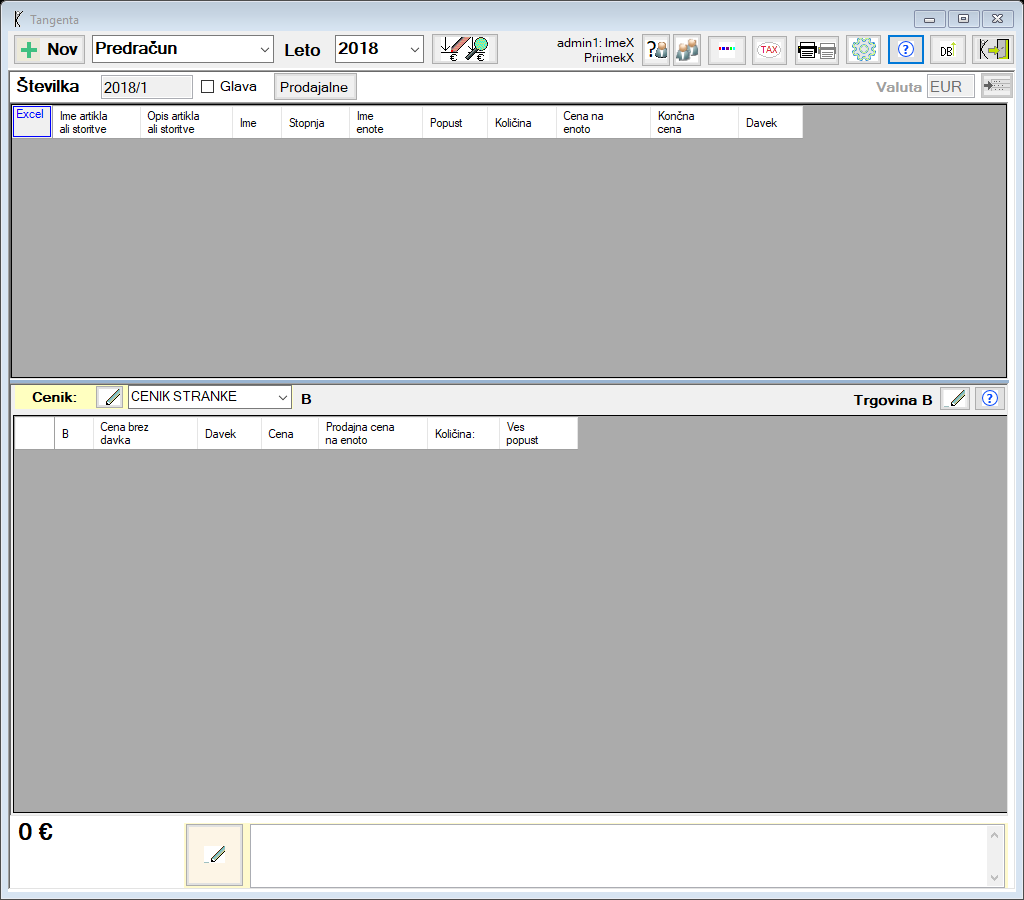 Tangenta
Nov Predračun Leto 2018 admin1: ImeX
PriimekX
TAX
DB
Številka 2018/1 Glava Prodajalne Valuta EUR
Excel Ime artikla
ali storitve Opis artikla
ali storitve Ime Stopnja Ime
enote Popust Količina Cena na
enoto Končna
cena Davek
Cenik: CENIK STRANKE B Trgovina B
B Cena brez
davka Davek Cena Prodajna cena
na enoto Količina: Ves
popust
0 €